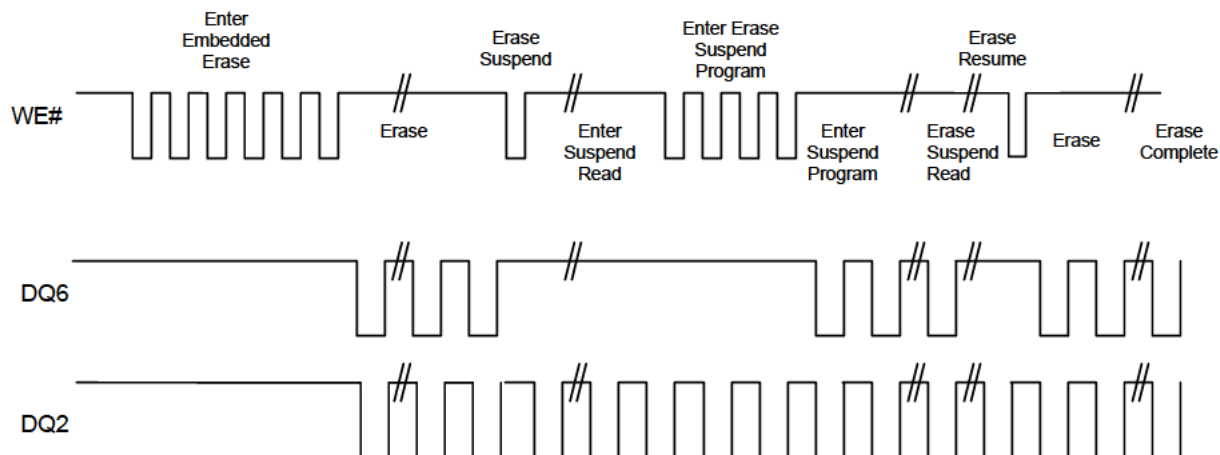 Enter
Embedded
Erase
Erase
Suspend
Enter Erase
Suspend
Program
Erase
Resume
WE#
Erase
Enter
Suspend
Read
Enter
Suspend
Program
Erase
Suspend
Read
Erase
Erase
Complete
DQ6
DQ2